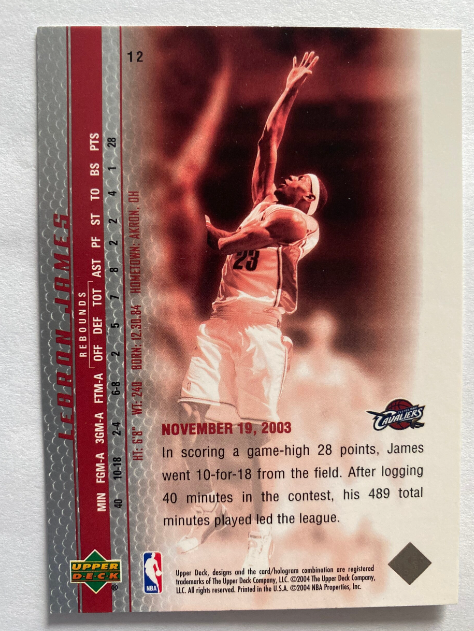 12
LEBRON JAMES
REBOUNDS
MIN FGM-A 3GM-A FTM-A OFF DEF TOT AST PF ST TO BS PTS
40 10-18 2-4 6-8 2 5 7 8 2 2 4 1 28
HT: 6'8" WT: 240 BORN: 12.30.84 HOMETOWN: AKRON, OH
23
CAVALIERS
NOVEMBER 19, 2003
In scoring a game-high 28 points, James
went 10-for-18 from the field. After logging
40 minutes in the contest, his 489 total
minutes played led the league.
UPPER
DECK
®
NBA
Upper Deck, designs and the card/hologram combination are registered
trademarks of The Upper Deck Company, LLC. ©2004 The Upper Deck Company,
LLC. All rights reserved. Printed in the U.S.A. ©2004 NBA Properties, Inc.